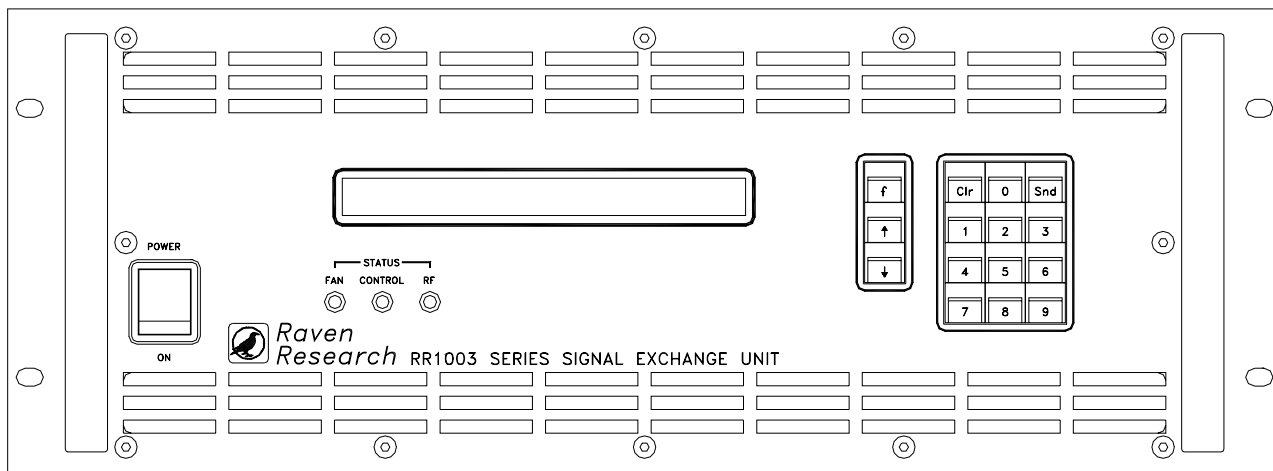 f
↑
↓
Clr 0 Snd
1 2 3
4 5 6
7 8 9
POWER
ON
STATUS
FAN CONTROL RF
Raven
Research RR1003 SERIES SIGNAL EXCHANGE UNIT